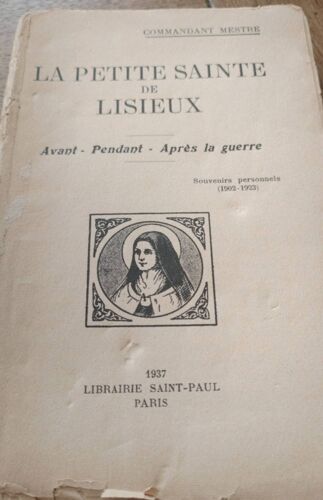 COMMANDANT MESTRE
LA PETITE SAINTE
DE
LISIEUX
Avant - Pendant - Après la guerre
Souvenirs personnels
(1902-1923)
1937
LIBRAIRIE SAINT-PAUL
PARIS